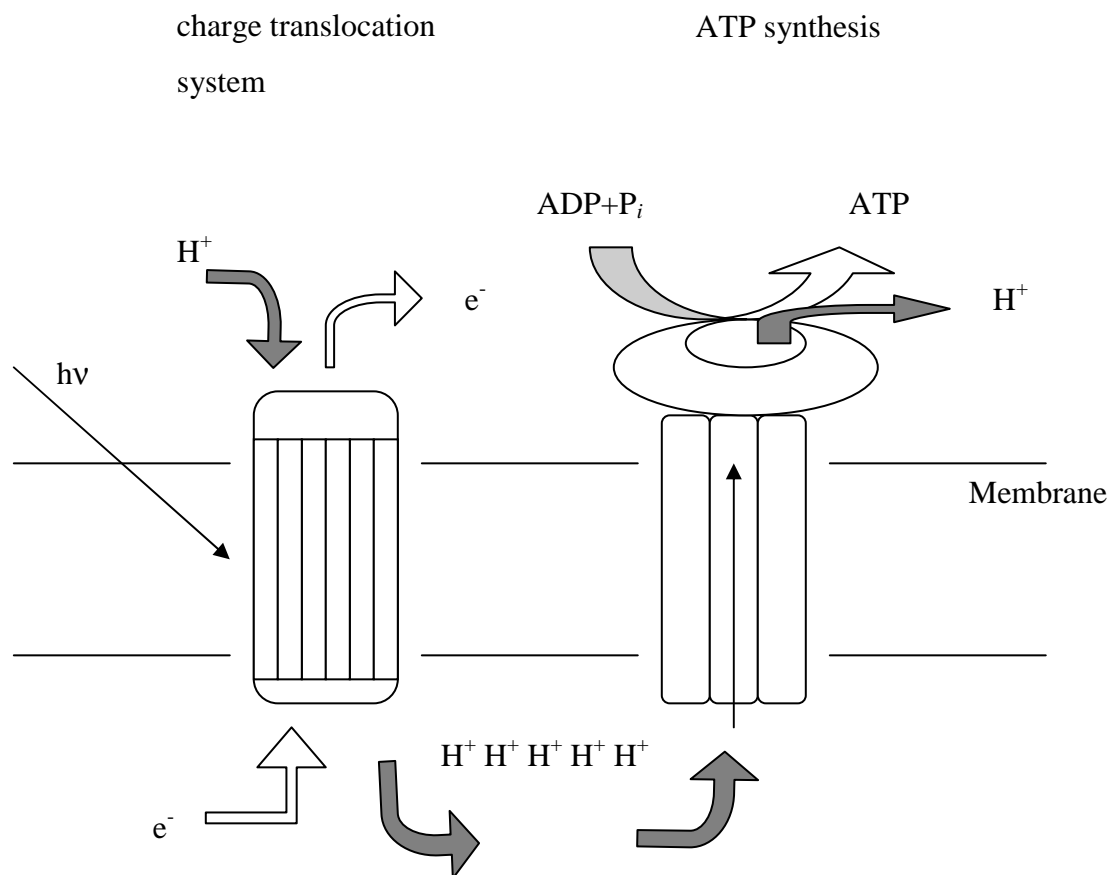 charge translocation
system
ATP synthesis
ADP+Pi
ATP
H+
e-
H+
hν
Membrane
H+ H+ H+ H+ H+
e-